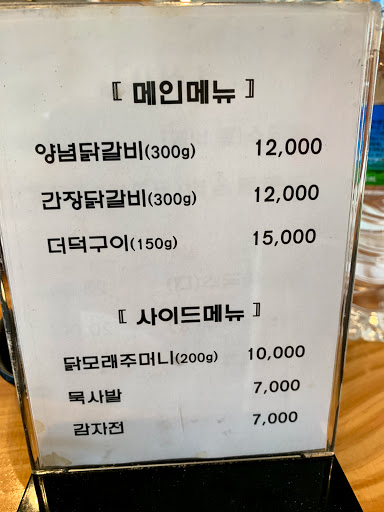 〖 메인메뉴 〗
양념닭갈비(300g) 12,000
간장닭갈비(300g) 12,000
더덕구이(150g) 15,000
〖 사이드메뉴 〗
닭모래주머니(200g) 10,000
묵사발 7,000
감자전 7,000